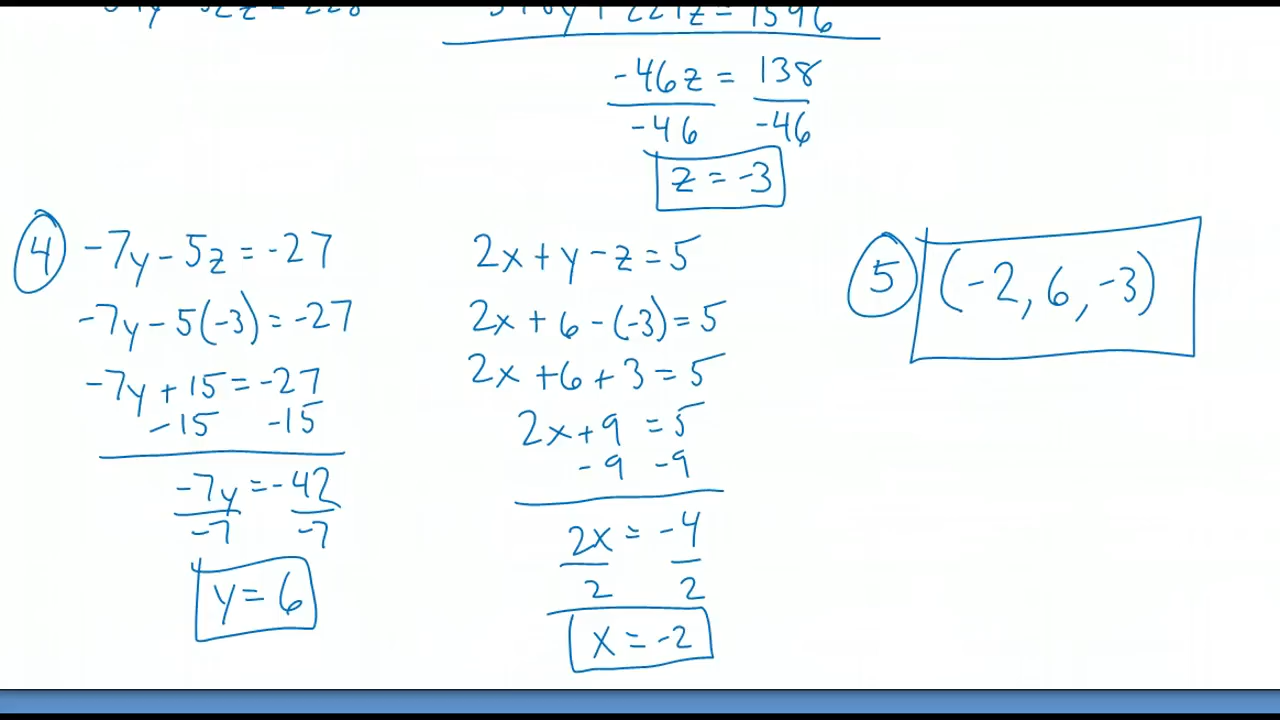 -46z = 138
-46 -46
z = -3
④ -7y - 5z = -27
-7y - 5(-3) = -27
-7y + 15 = -27
-15 -15
-7y = -42
-7 -7
y = 6
2x + y - z = 5
2x + 6 - (-3) = 5
2x + 6 + 3 = 5
2x + 9 = 5
-9 -9
2x = -4
2 2
x = -2
⑤ (-2, 6, -3)